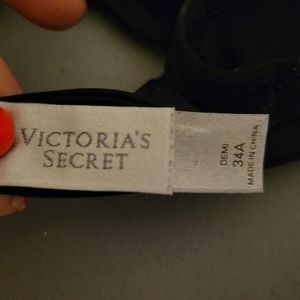 VICTORIA'S
SECRET
DEMI
34A
MADE IN CHINA